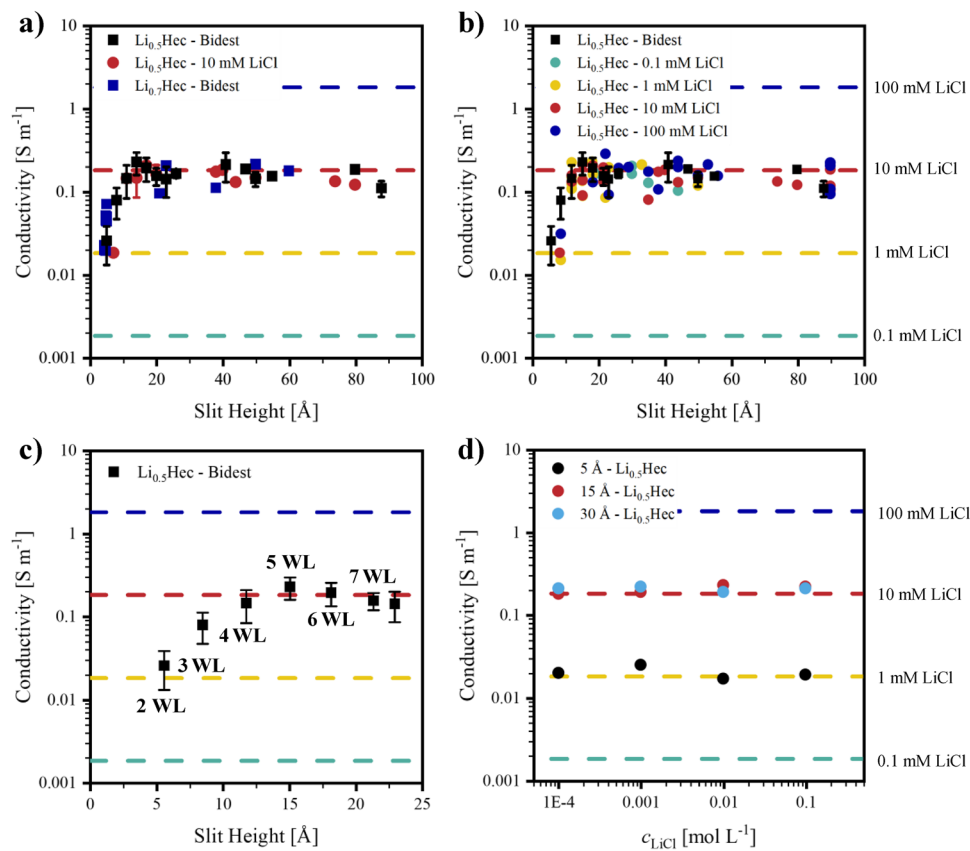 a)
Li0.5Hec - Bidest
Li0.5Hec - 10 mM LiCl
Li0.7Hec - Bidest
Conductivity [S m-1]
10
1
0.1
0.01
0.001
0
20
40
60
80
100
Slit Height [Å]
b)
Li0.5Hec - Bidest
Li0.5Hec - 0.1 mM LiCl
Li0.5Hec - 1 mM LiCl
Li0.5Hec - 10 mM LiCl
Li0.5Hec - 100 mM LiCl
Conductivity [S m-1]
10
1
0.1
0.01
0.001
0
20
40
60
80
100
Slit Height [Å]
100 mM LiCl
10 mM LiCl
1 mM LiCl
0.1 mM LiCl
c)
Li0.5Hec - Bidest
Conductivity [S m-1]
10
1
0.1
0.01
0.001
2 WL
3 WL
4 WL
5 WL
6 WL
7 WL
0
5
10
15
20
25
Slit Height [Å]
d)
5 Å - Li0.5Hec
15 Å - Li0.5Hec
30 Å - Li0.5Hec
Conductivity [S m-1]
10
1
0.1
0.01
0.001
1E-4
0.001
0.01
0.1
cLiCl [mol L-1]
100 mM LiCl
10 mM LiCl
1 mM LiCl
0.1 mM LiCl